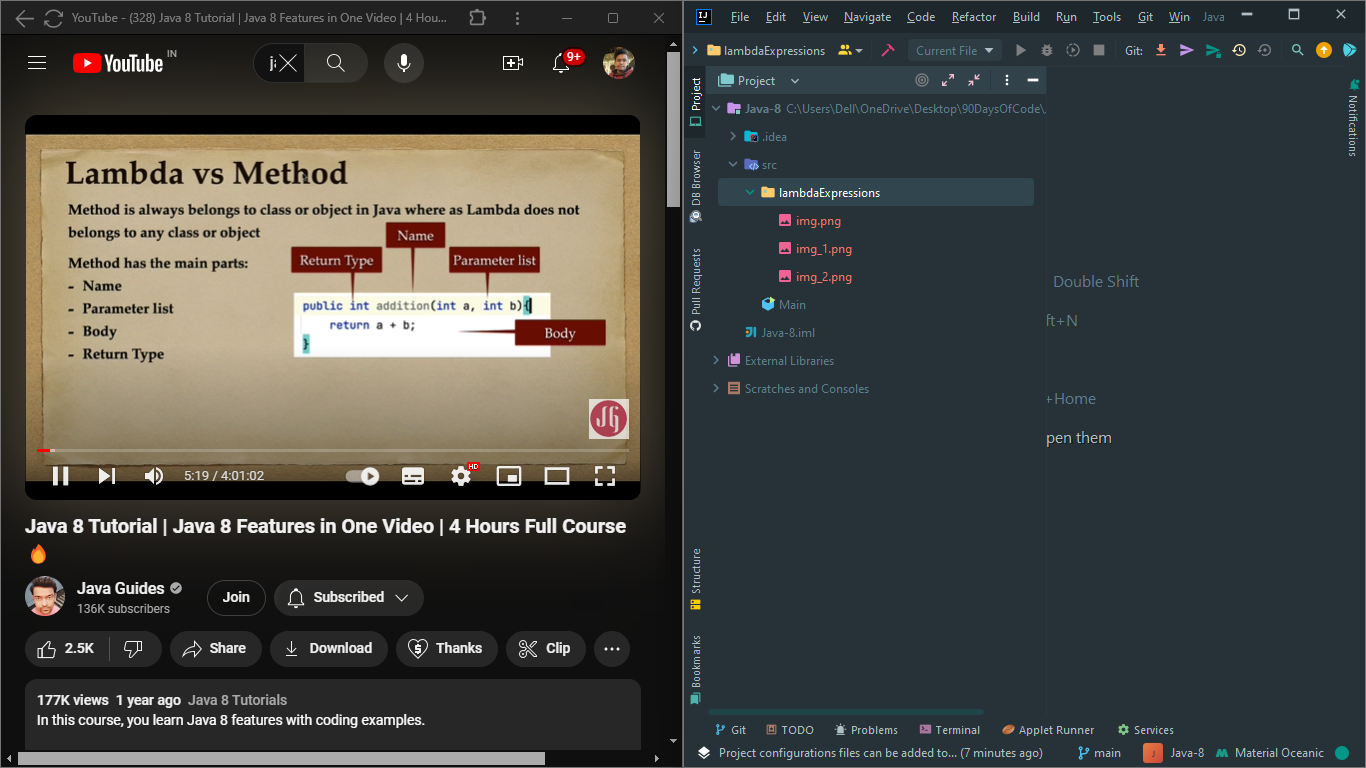 YouTube - (328) Java 8 Tutorial | Java 8 Features in One Video | 4 Hou...
YouTube IN
9+
Lambda vs Method
Method is always belongs to class or object in Java where as Lambda does not
belongs to any class or object
Name
Return Type
Parameter list
Method has the main parts:
- Name
- Parameter list
- Body
- Return Type
public int addition(int a, int b){
return a + b;
}
Body
5:19 / 4:01:02
HD
Java 8 Tutorial | Java 8 Features in One Video | 4 Hours Full Course
Java Guides
136K subscribers
Join
Subscribed
2.5K
Share
Download
Thanks
Clip
177K views 1 year ago Java 8 Tutorials
In this course, you learn Java 8 features with coding examples.
IJ File Edit View Navigate Code Refactor Build Run Tools Git Win Java
lambdaExpressions
Current File
Git:
Project
Project
DB Browser
Pull Requests
Structure
Bookmarks
Java-8 C:\Users\Dell\OneDrive\Desktop\90DaysOfCode\
.idea
src
lambdaExpressions
img.png
img_1.png
img_2.png
Main
Java-8.iml
External Libraries
Scratches and Consoles
Double Shift
ft+N
+Home
pen them
Notifications
Git
TODO
Problems
Terminal
Applet Runner
Services
Project configurations files can be added to... (7 minutes ago)
main
Java-8
Material Oceanic